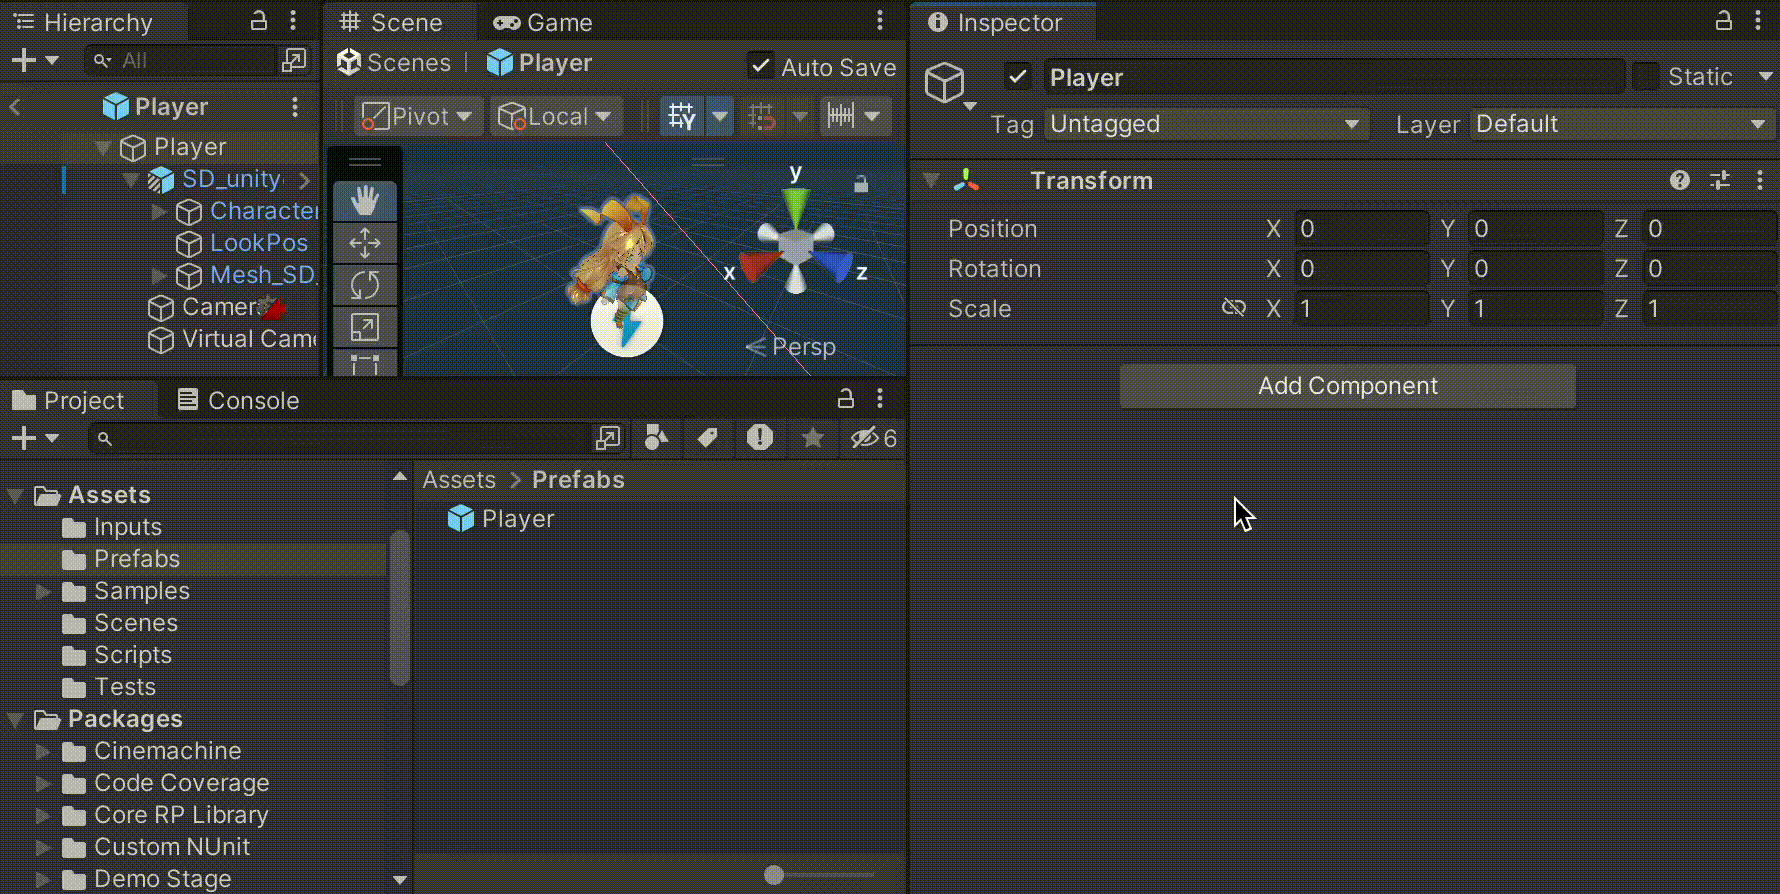 Hierarchy
All
Player
Player
SD_unity
Character
LookPos
Mesh_SD
Camera
Virtual Came
Scene
Game
Scenes | Player
Auto Save
Pivot
Local
y
x
z
Persp
Project
Console
6
Assets
Inputs
Prefabs
Samples
Scenes
Scripts
Tests
Packages
Cinemachine
Code Coverage
Core RP Library
Custom NUnit
Demo Stage
Assets > Prefabs
Player
Inspector
Player
Static
Tag Untagged
Layer Default
Transform
Position X 0 Y 0 Z 0
Rotation X 0 Y 0 Z 0
Scale X 1 Y 1 Z 1
Add Component